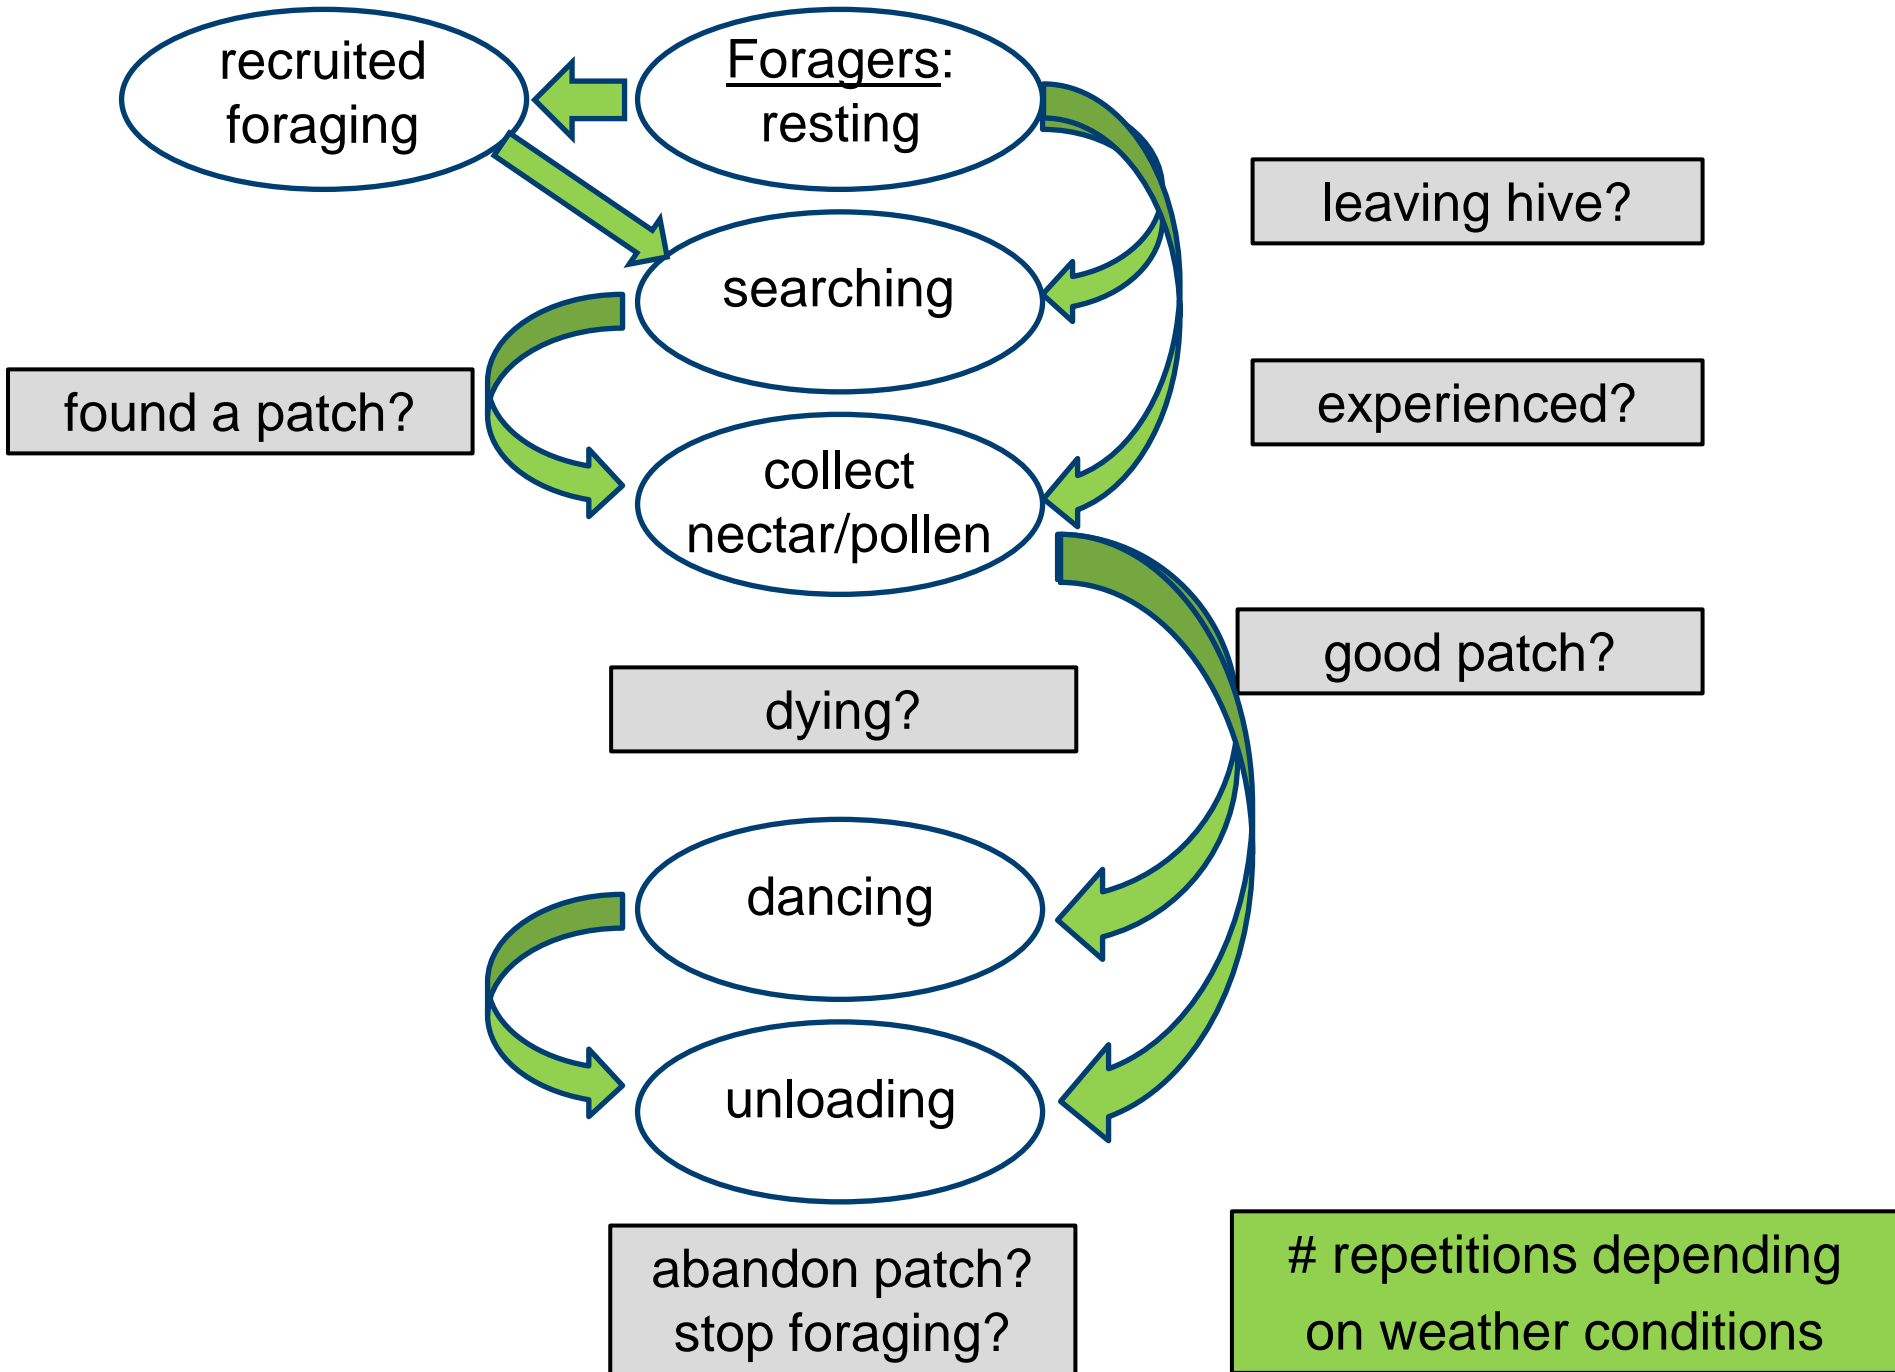 recruited
foraging
Foragers:
resting
leaving hive?
searching
found a patch?
experienced?
collect
nectar/pollen
good patch?
dying?
dancing
unloading
abandon patch?
stop foraging?
# repetitions depending
on weather conditions